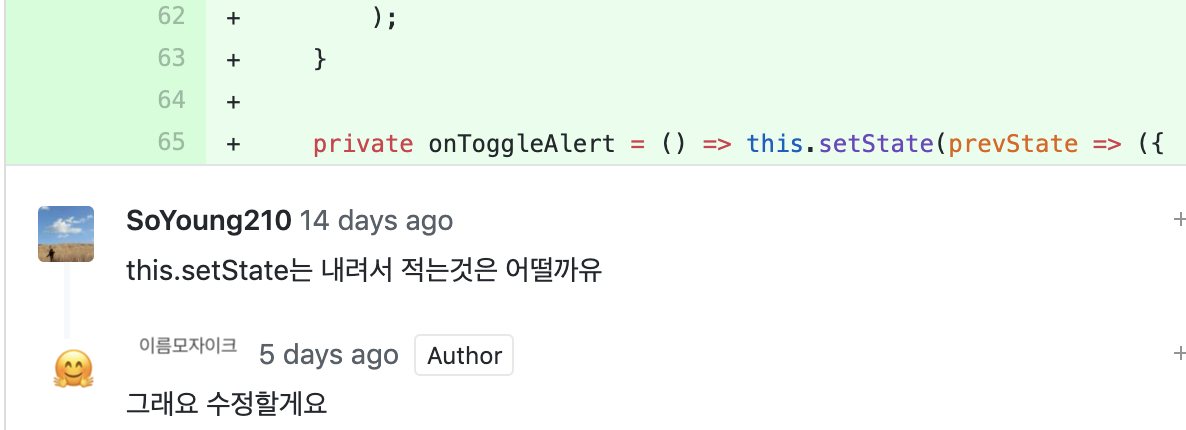 62 + );
63 + }
64 +
65 + private onToggleAlert = () => this.setState(prevState => ({
SoYoung210 14 days ago
this.setState는 내려서 적는것은 어떨까유
이름모자이크 5 days ago Author
그래요 수정할게요